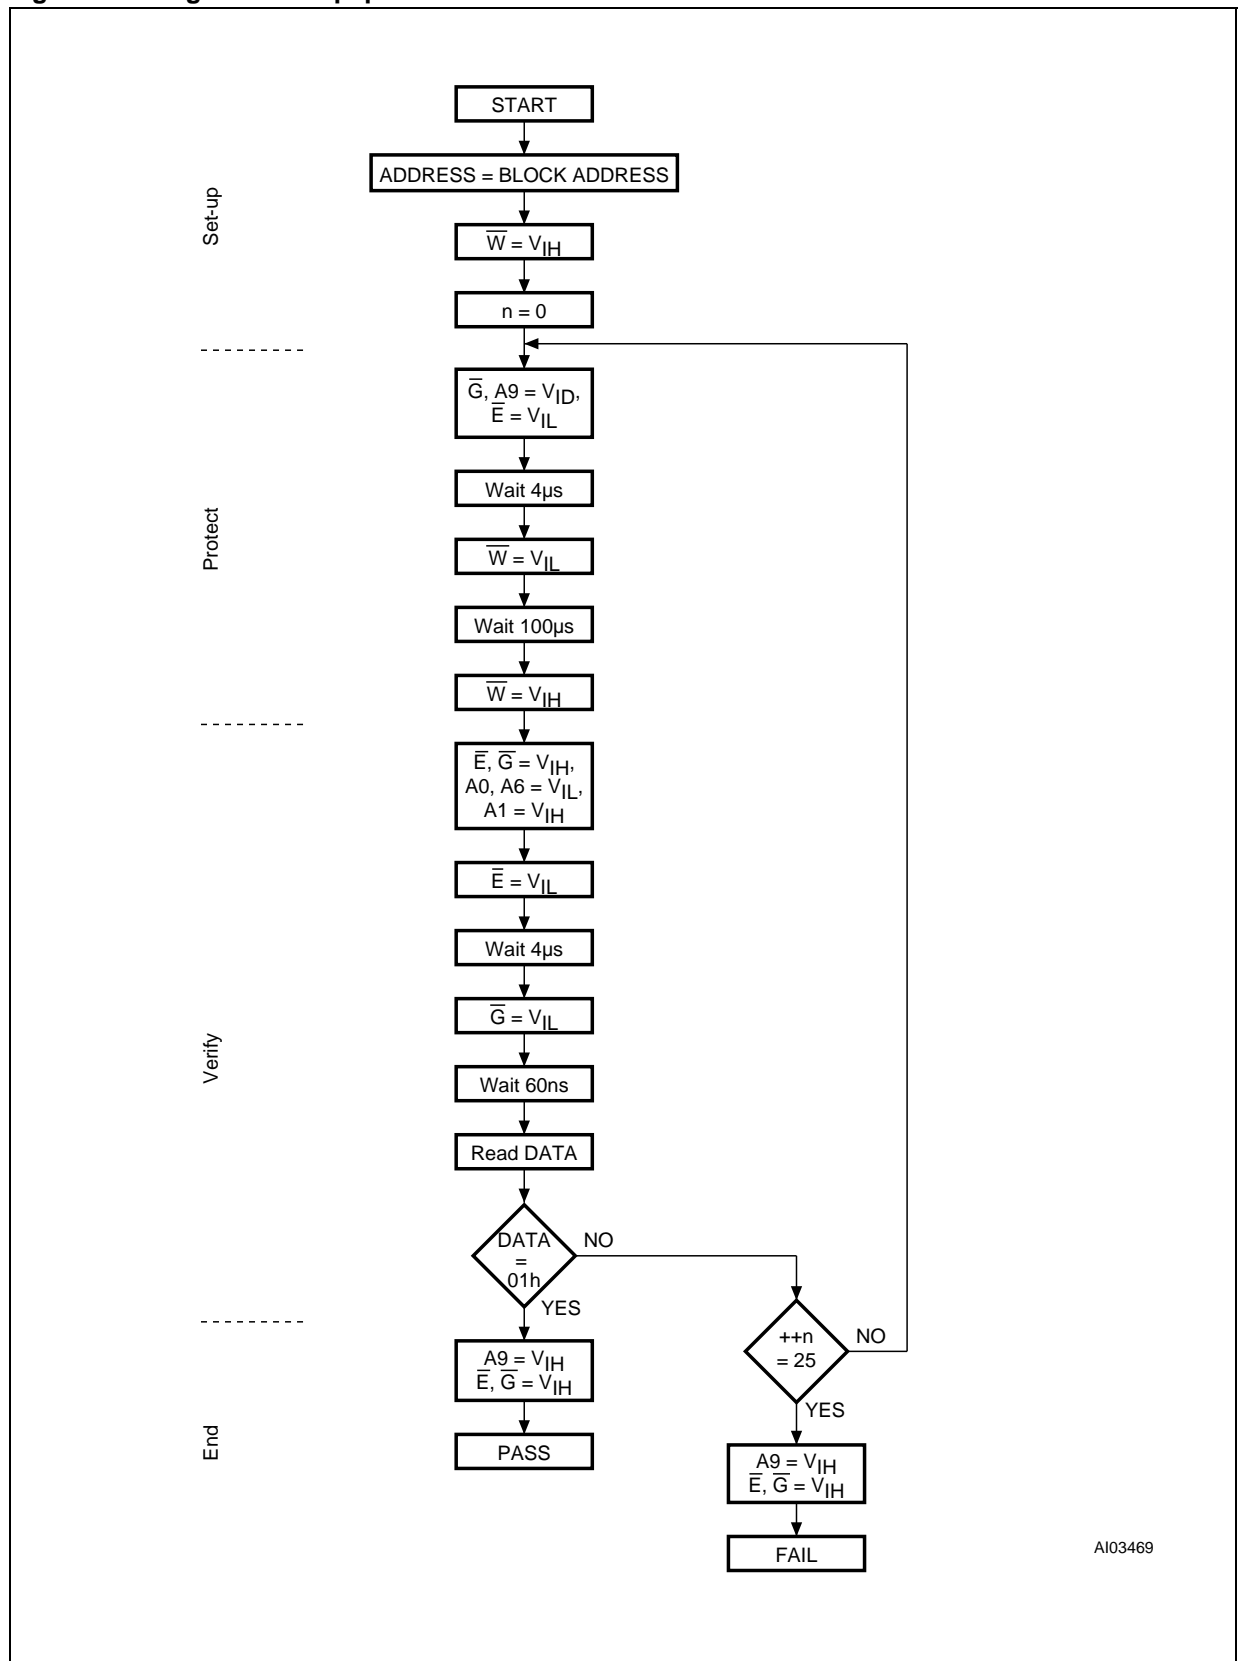 START
ADDRESS = BLOCK ADDRESS
Set-up
W̅ = VIH
n = 0
G̅, A9 = VID,
E̅ = VIL
Wait 4µs
Protect
W̅ = VIL
Wait 100µs
W̅ = VIH
E̅, G̅ = VIH,
A0, A6 = VIL,
A1 = VIH
E̅ = VIL
Wait 4µs
G̅ = VIL
Verify
Wait 60ns
Read DATA
DATA
=
01h
NO
YES
++n
= 25
NO
YES
A9 = VIH
E̅, G̅ = VIH
End
PASS
A9 = VIH
E̅, G̅ = VIH
FAIL
AI03469